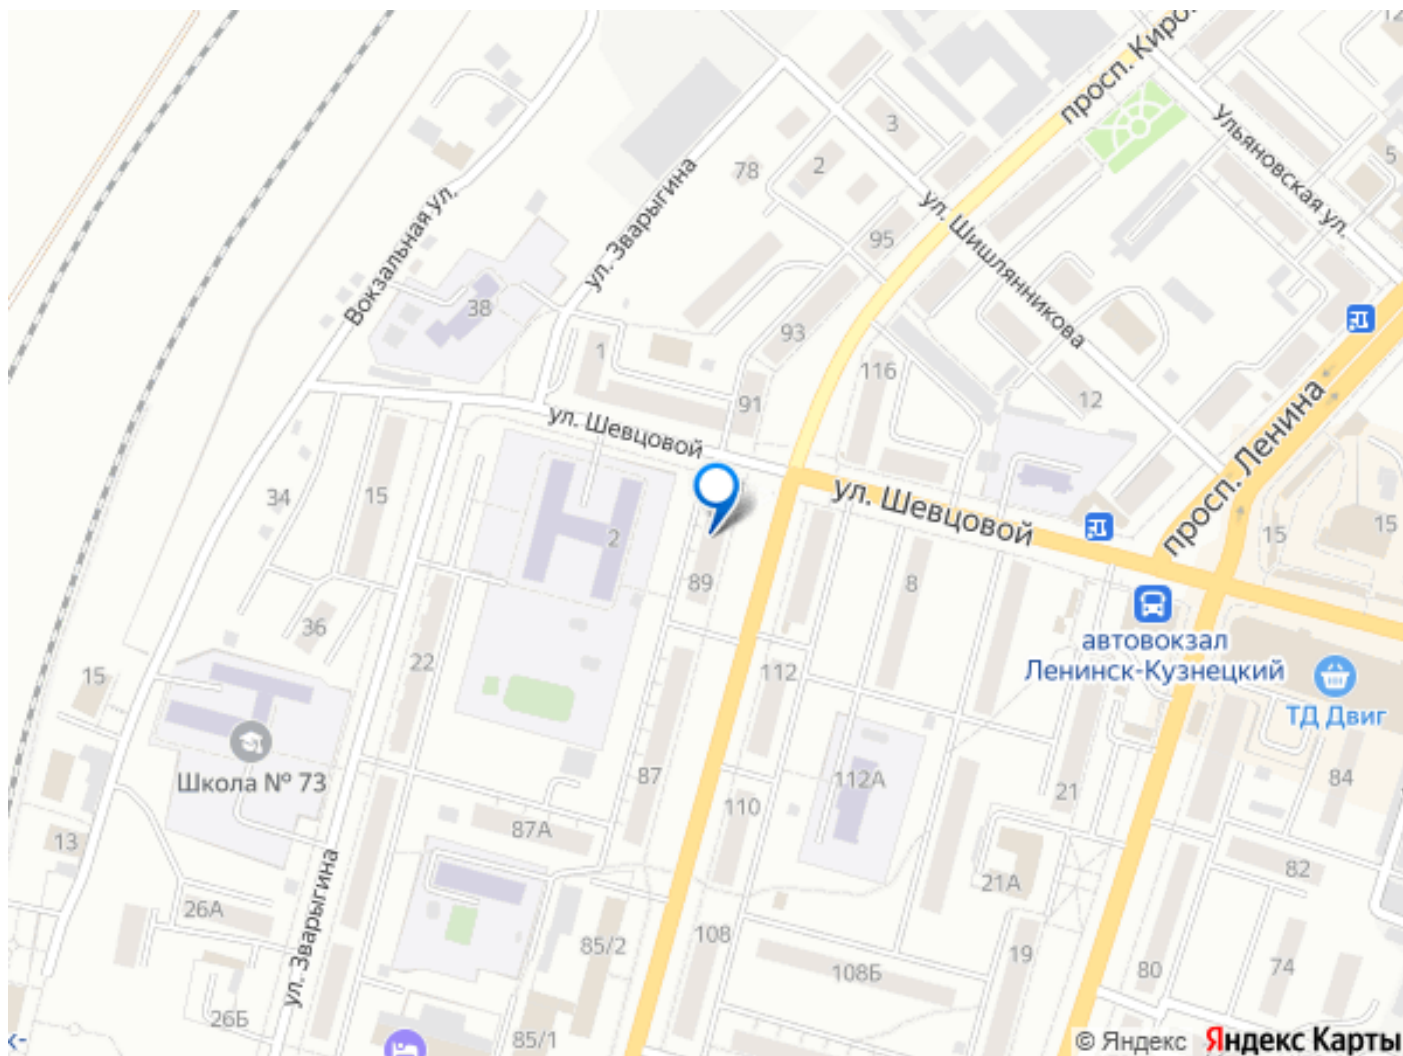 просп. Киро
12
Ульяновская ул.
5
3
2
78
ул. Зварыгина
ул. Шишлянникова
Вокзальная ул.
95
38
93
1
116
12
91
просп. Ленина
ул. Шевцовой
ул. Шевцовой
34
15
2
15
15
89
8
36
автовокзал
Ленинск-Кузнецкий
22
112
15
ТД Двиг
Школа № 73
87
112А
84
21
110
87А
13
82
21А
ул. Зварыгина
26А
85/2
108
19
108Б
80
74
26Б
85/1
к-
© Яндекс Яндекс Карты